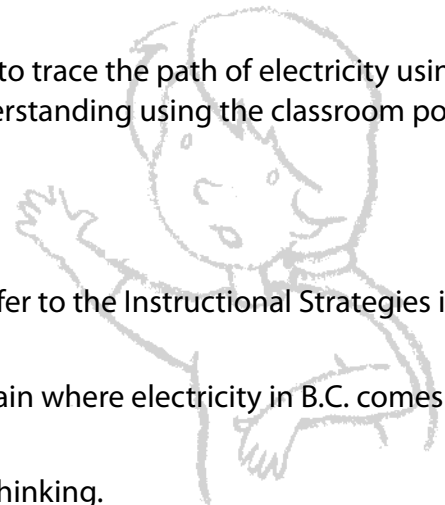 to trace the path of electricity usin
erstanding using the classroom po
fer to the Instructional Strategies i
ain where electricity in B.C. comes
hinking.